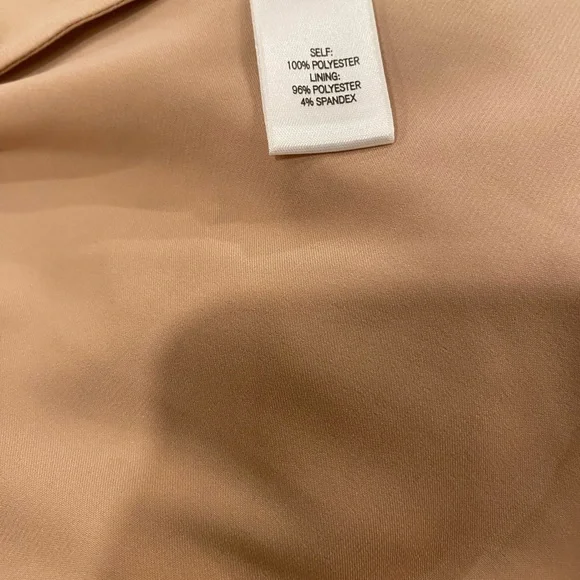 SELF:
100% POLYESTER
LINING:
96% POLYESTER
4% SPANDEX